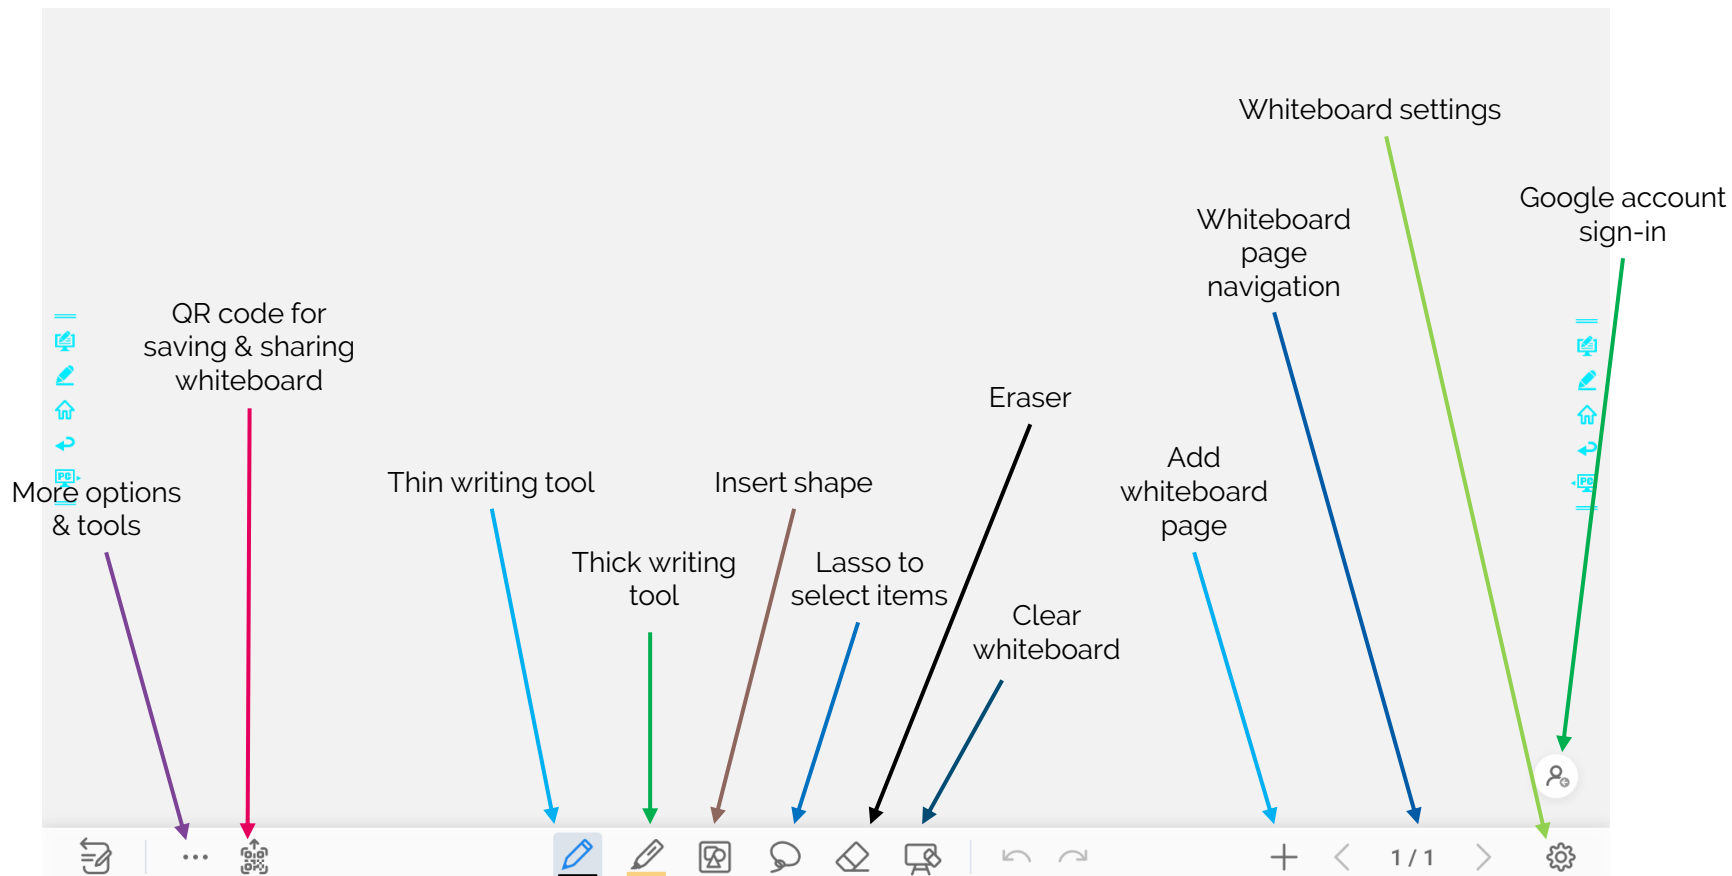 Whiteboard settings
Google account
sign-in
Whiteboard
page
navigation
QR code for
saving & sharing
whiteboard
Eraser
Add
whiteboard
page
More options
& tools
Thin writing tool
Insert shape
Thick writing
tool
Lasso to
select items
Clear
whiteboard
PC
PC
1 / 1